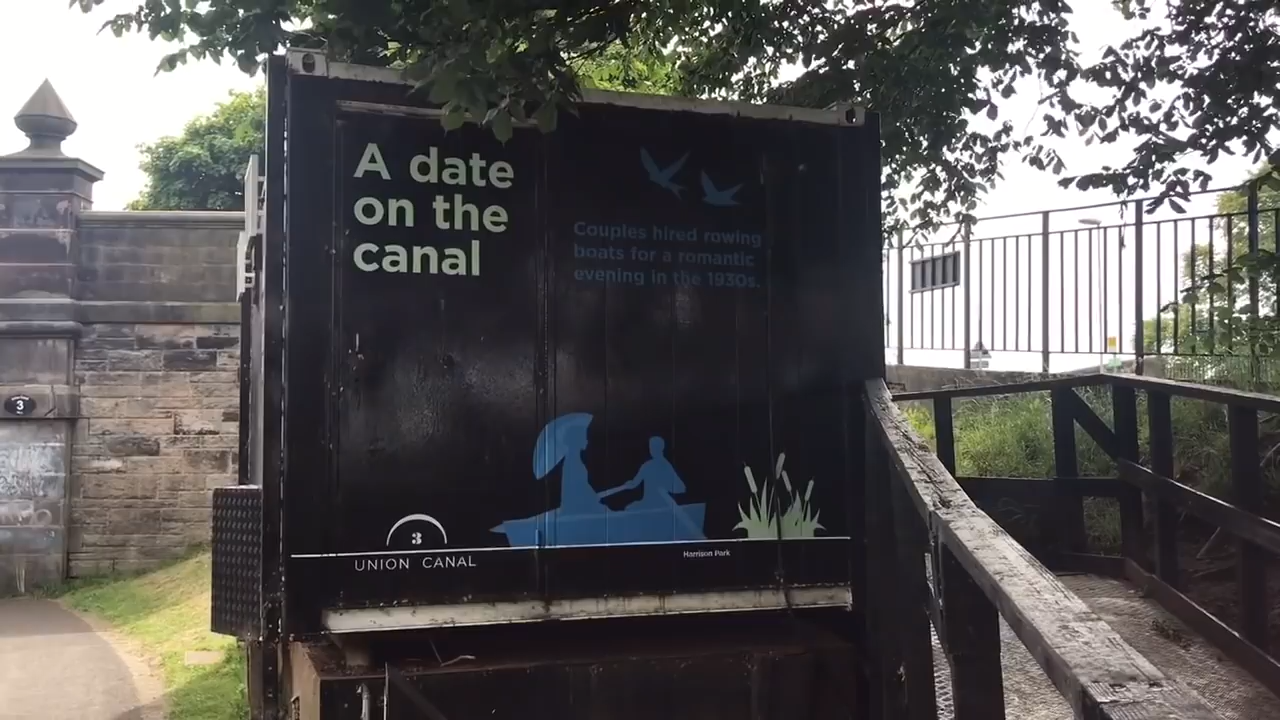 A date
on the
canal
Couples hired rowing
boats for a romantic
evening in the 1930s.
3
3
UNION CANAL
Harrison Park